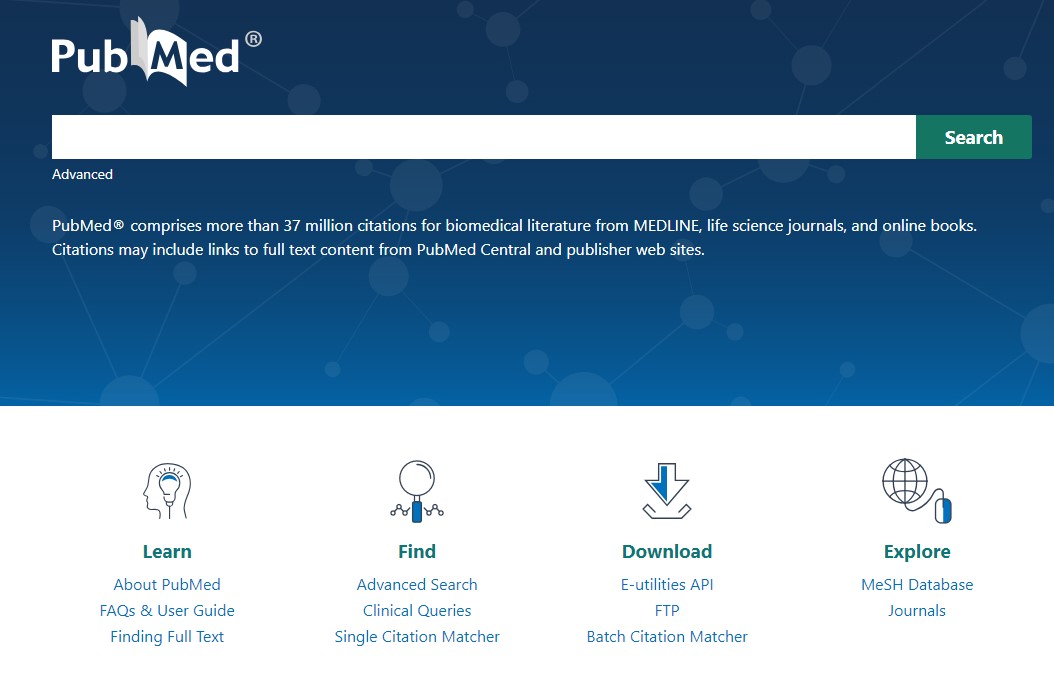 PubMed®
Search
Advanced
PubMed® comprises more than 37 million citations for biomedical literature from MEDLINE, life science journals, and online books.
Citations may include links to full text content from PubMed Central and publisher web sites.
Learn
About PubMed
FAQs & User Guide
Finding Full Text
Find
Advanced Search
Clinical Queries
Single Citation Matcher
Download
E-utilities API
FTP
Batch Citation Matcher
Explore
MeSH Database
Journals